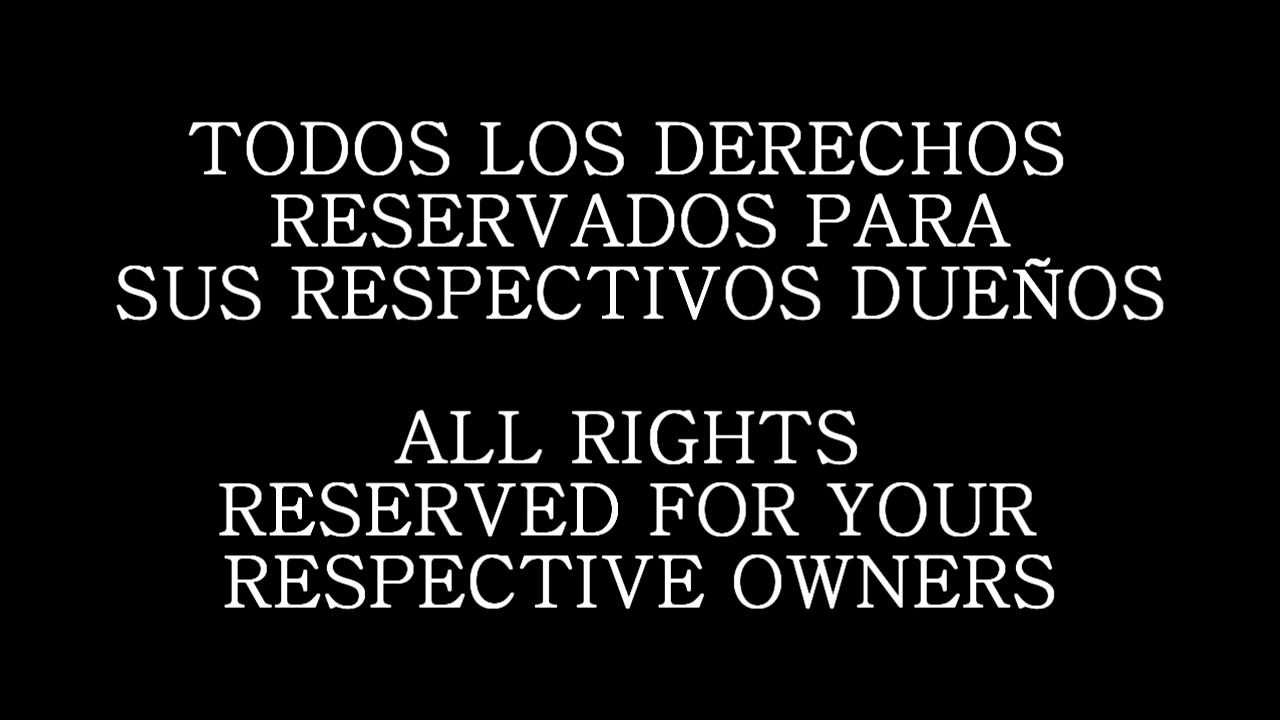 TODOS LOS DERECHOS
RESERVADOS PARA
SUS RESPECTIVOS DUEÑOS
ALL RIGHTS
RESERVED FOR YOUR
RESPECTIVE OWNERS